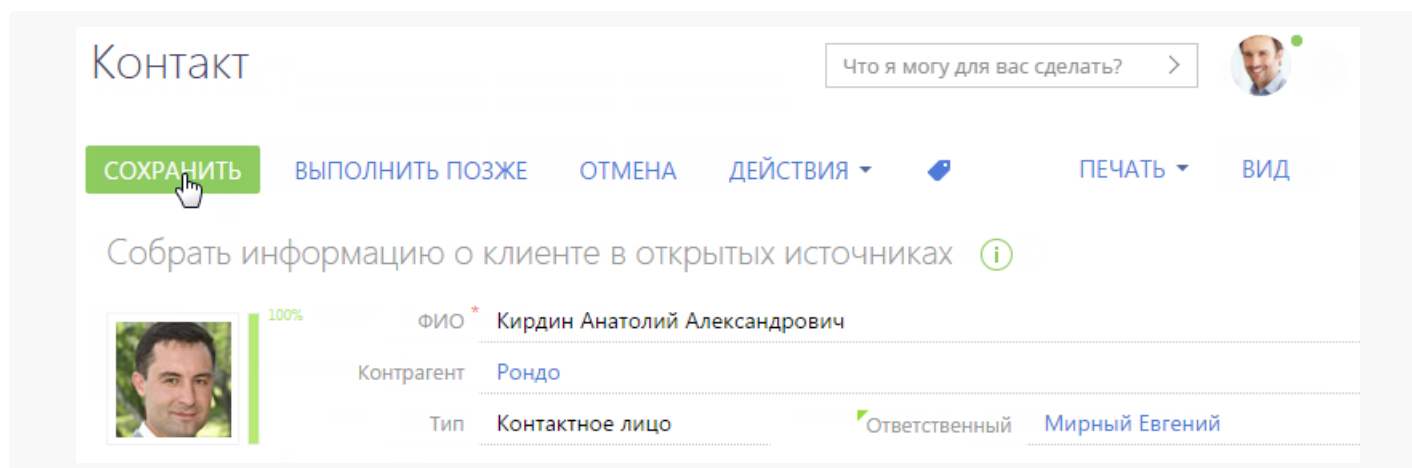 Контакт
Что я могу для вас сделать?
СОХРАНИТЬ ВЫПОЛНИТЬ ПОЗЖЕ ОТМЕНА ДЕЙСТВИЯ ПЕЧАТЬ ВИД
Собрать информацию о клиенте в открытых источниках i
100% ФИО * Кирдин Анатолий Александрович
Контрагент Рондо
Тип Контактное лицо Ответственный Мирный Евгений